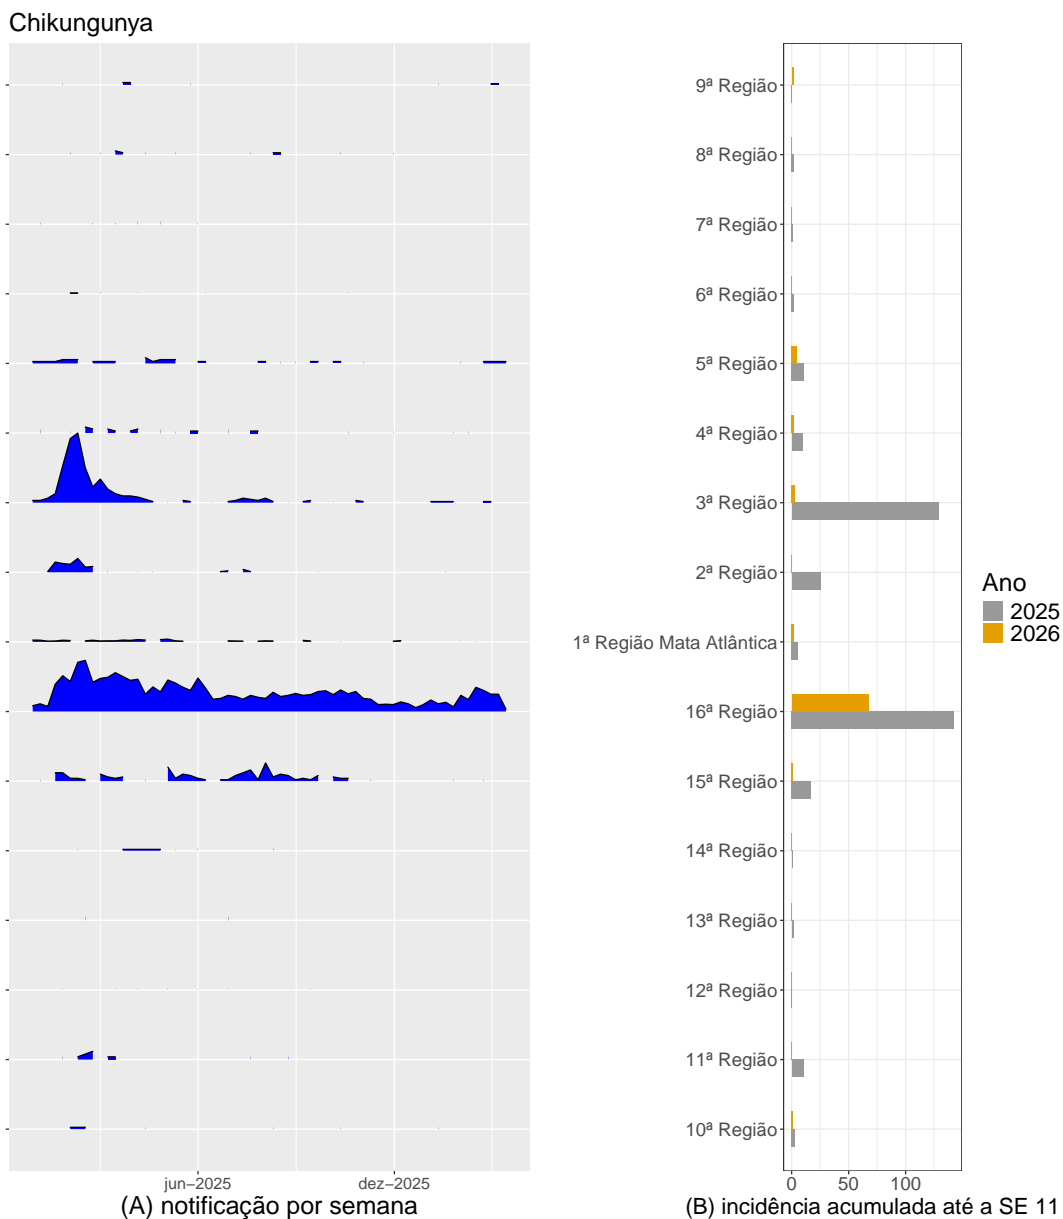 Chikungunya
9ª Região
8ª Região
7ª Região
6ª Região
5ª Região
4ª Região
3ª Região
2ª Região
1ª Região Mata Atlântica
16ª Região
15ª Região
14ª Região
13ª Região
12ª Região
11ª Região
10ª Região
Ano
2025
2026
jun−2025
dez−2025
0
50
100
(A) notificação por semana
(B) incidência acumulada até a SE 11